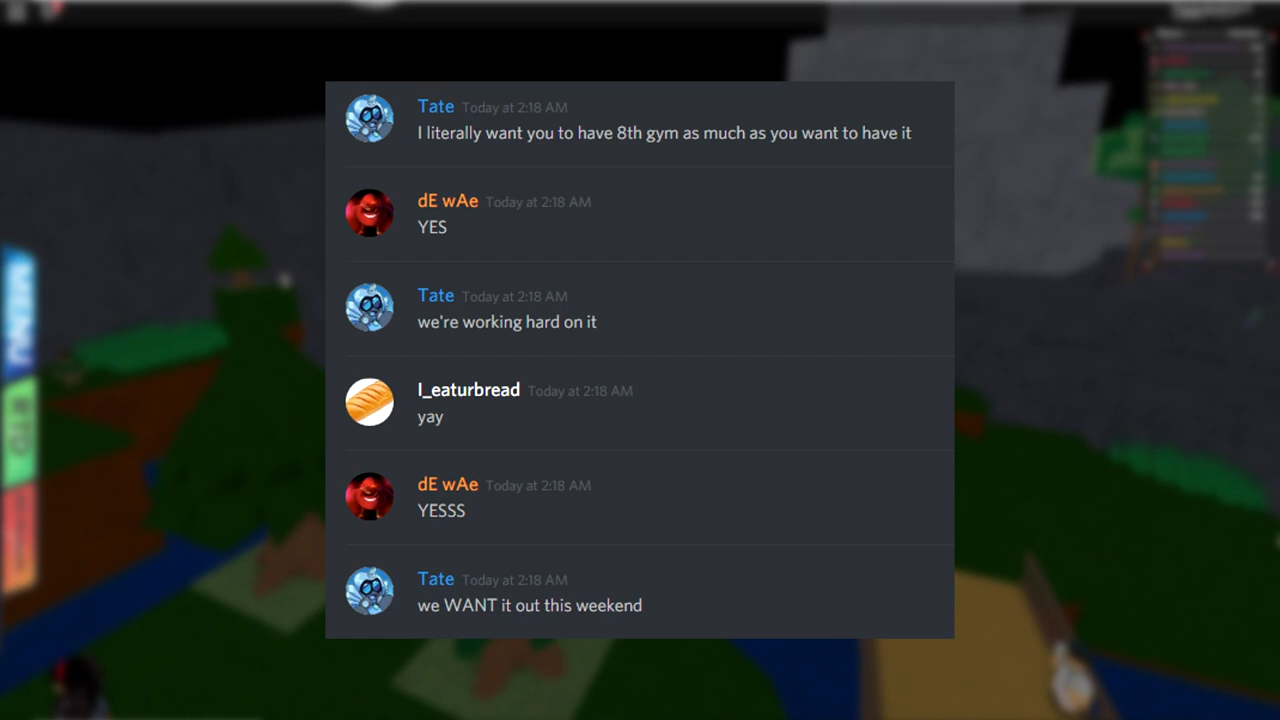 Tate Today at 2:18 AM
I literally want you to have 8th gym as much as you want to have it
dE wAe Today at 2:18 AM
YES
Tate Today at 2:18 AM
we're working hard on it
I_eaturbread Today at 2:18 AM
yay
dE wAe Today at 2:18 AM
YESSS
Tate Today at 2:18 AM
we WANT it out this weekend
MENU
RTD